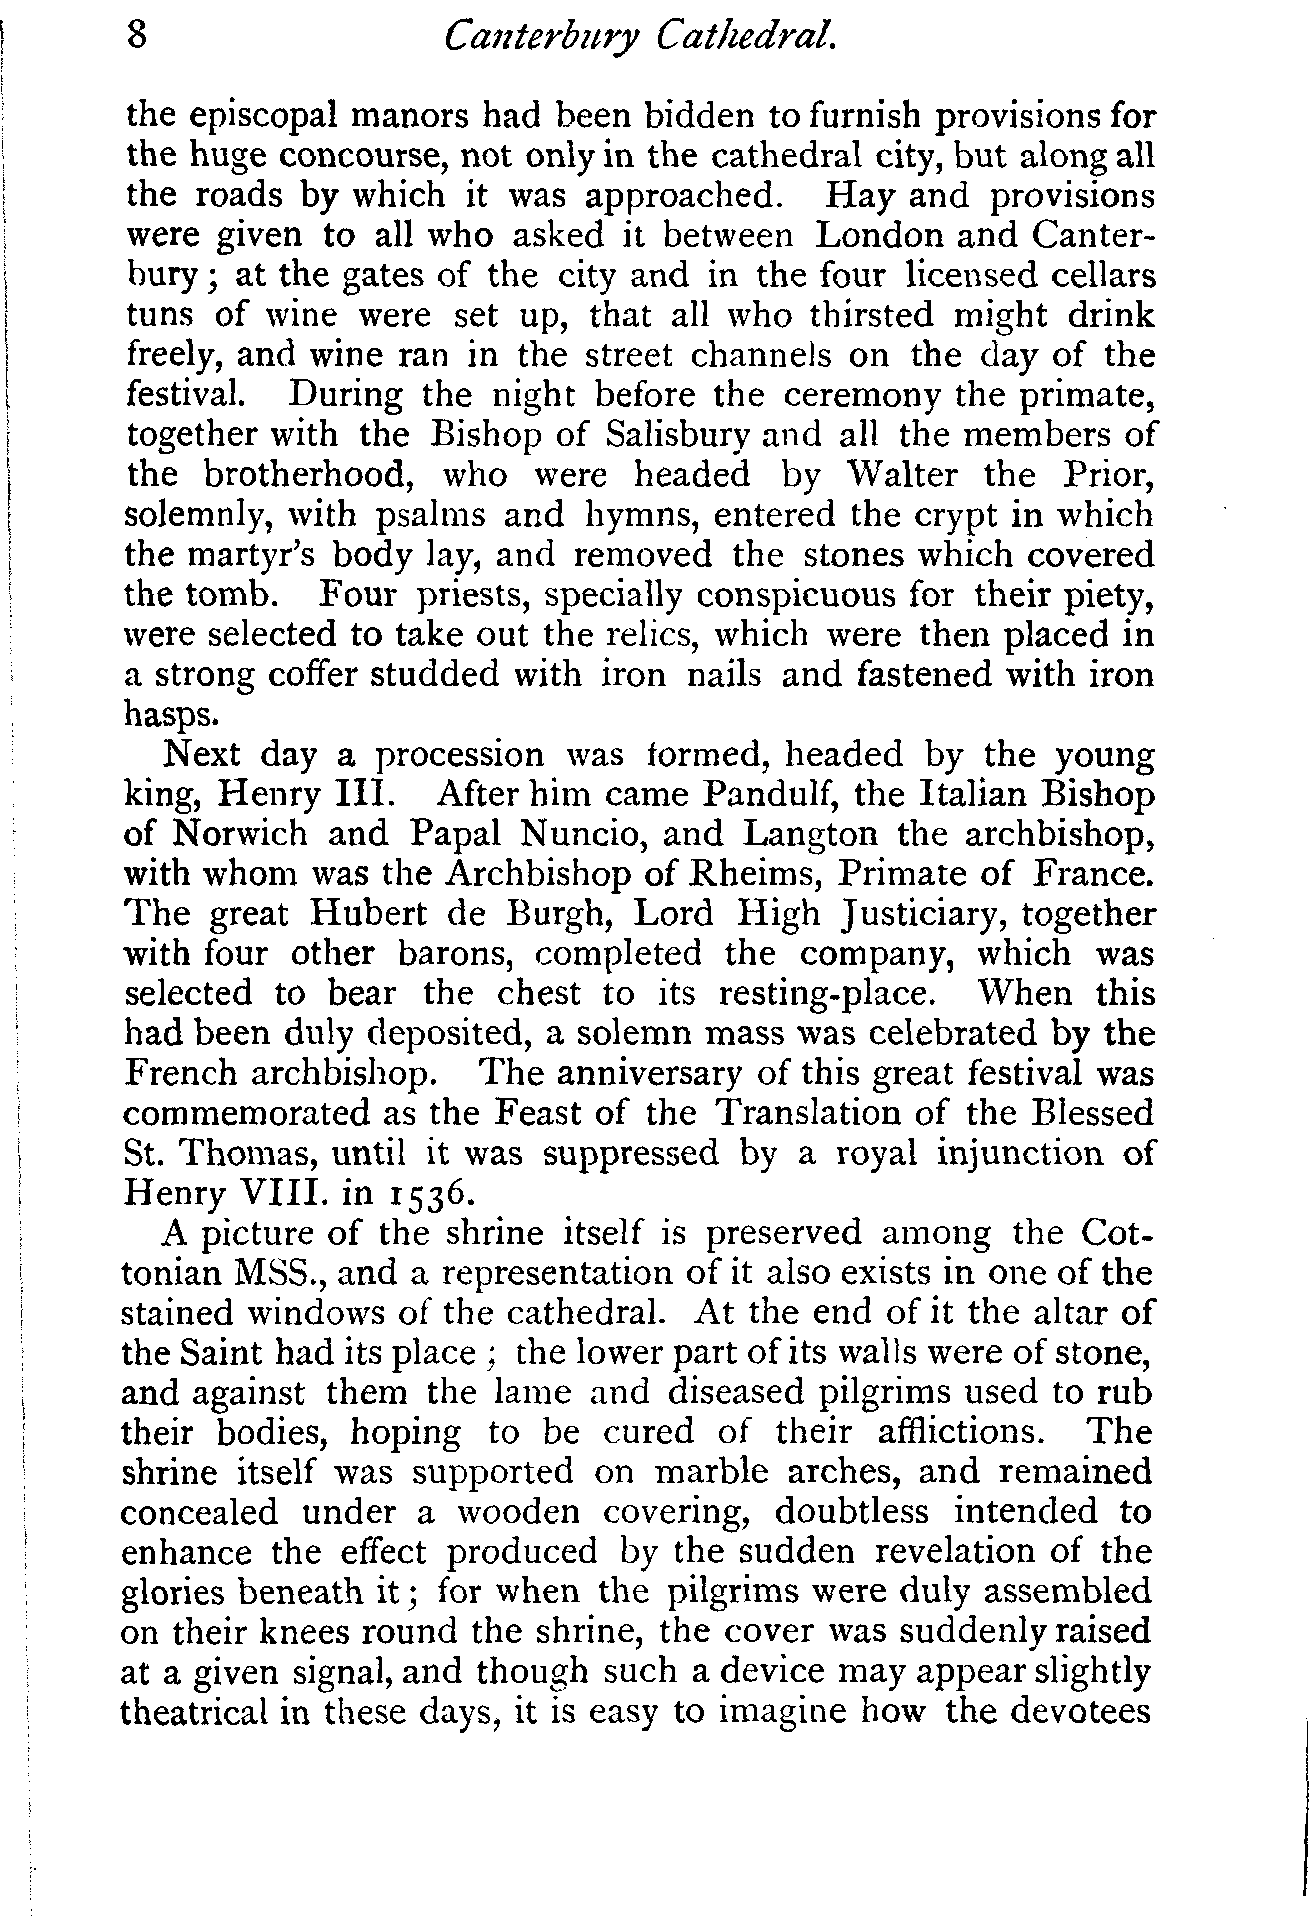 8 Canterbury Cathedral.
the episcopal manors had been bidden to furnish provisions for
the huge concourse, not only in the cathedral city, but along all
the roads by which it was approached. Hay and provisions
were given to all who asked it between London and Canter-
bury; at the gates of the city and in the four licensed cellars
tuns of wine were set up, that all who thirsted might drink
freely, and wine ran in the street channels on the day of the
festival. During the night before the ceremony the primate,
together with the Bishop of Salisbury and all the members of
the brotherhood, who were headed by Walter the Prior,
solemnly, with psalms and hymns, entered the crypt in which
the martyr's body lay, and removed the stones which covered
the tomb. Four priests, specially conspicuous for their piety,
were selected to take out the relics, which were then placed in
a strong coffer studded with iron nails and fastened with iron
hasps.
Next day a procession was formed, headed by the young
king, Henry III. After him came Pandulf, the Italian Bishop
of Norwich and Papal Nuncio, and Langton the archbishop,
with whom was the Archbishop of Rheims, Primate of France.
The great Hubert de Burgh, Lord High Justiciary, together
with four other barons, completed the company, which was
selected to bear the chest to its resting-place. When this
had been duly deposited, a solemn mass was celebrated by the
French archbishop. The anniversary of this great festival was
commemorated as the Feast of the Translation of the Blessed
St. Thomas, until it was suppressed by a royal injunction of
Henry VIII. in 1536.
A picture of the shrine itself is preserved among the Cot-
tonian MSS., and a representation of it also exists in one of the
stained windows of the cathedral. At the end of it the altar of
the Saint had its place; the lower part of its walls were of stone,
and against them the lame and diseased pilgrims used to rub
their bodies, hoping to be cured of their afflictions. The
shrine itself was supported on marble arches, and remained
concealed under a wooden covering, doubtless intended to
enhance the effect produced by the sudden revelation of the
glories beneath it; for when the pilgrims were duly assembled
on their knees round the shrine, the cover was suddenly raised
at a given signal, and though such a device may appear slightly
theatrical in these days, it is easy to imagine how the devotees